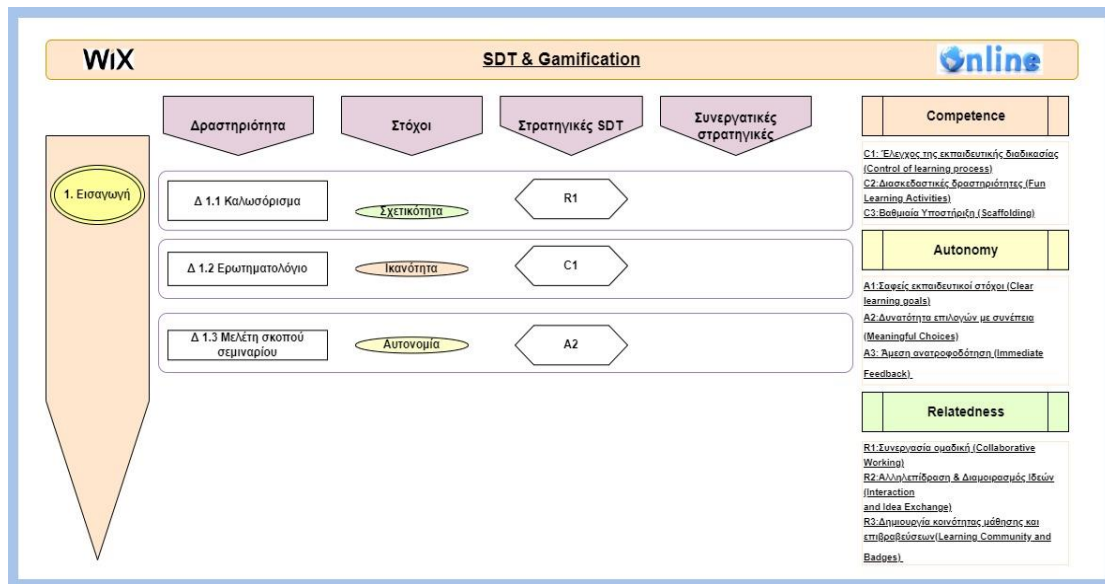 WiX
SDT & Gamification
Online
Δραστηριότητα
Στόχοι
Στρατηγικές SDT
Συνεργατικές
στρατηγικές
1. Εισαγωγή
Δ 1.1 Καλωσόρισμα
Σχετικότητα
R1
Δ 1.2 Ερωτηματολόγιο
Ικανότητα
C1
Δ 1.3 Μελέτη σκοπού
σεμιναρίου
Αυτονομία
A2
Competence
C1: Έλεγχος της εκπαιδευτικής διαδικασίας
(Control of learning process)
C2:Διασκεδαστικές δραστηριότητες (Fun
Learning Activities)
C3:Βαθμιαία Υποστήριξη (Scaffolding)
Autonomy
A1:Σαφείς εκπαιδευτικοί στόχοι (Clear
learning goals)
A2:Δυνατότητα επιλογών με συνέπεια
(Meaningful Choices)
A3: Άμεση ανατροφοδότηση (Immediate
Feedback)
Relatedness
R1:Συνεργασία ομαδική (Collaborative
Working)
R2:Αλληλεπίδραση & Διαμοιρασμός Ιδεών
(Interaction
and Idea Exchange)
R3:Δημιουργία κοινότητας μάθησης και
επιβραβεύσεων(Learning Community and
Badges)